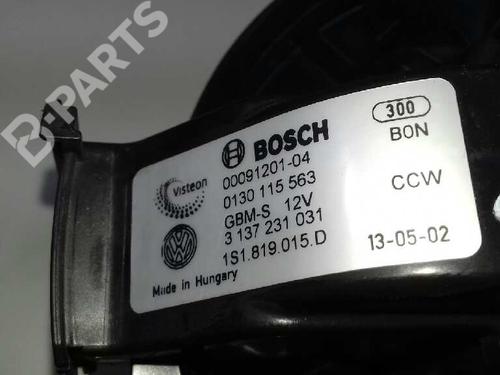 B-PARTS
BOSCH
300
B0N
Visteon
00091201-04
0130 115 563
CCW
GBM-S 12V
3 137 231 031
1S1.819.015.D
13-05-02
Made in Hungary